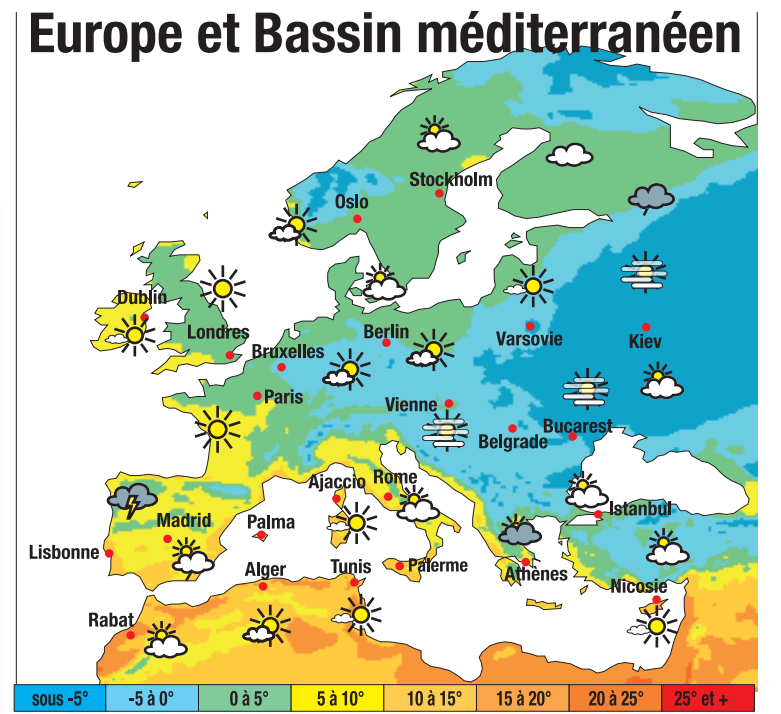 Europe et Bassin méditerranéen
Stockholm
Oslo
Dublin
Londres
Bruxelles
Berlin
Varsovie
Kiev
Paris
Vienne
Belgrade
Bucarest
Ajaccio
Rome
Istanbul
Madrid
Palma
Lisbonne
Alger
Tunis
Palerme
Athènes
Nicosie
Rabat
sous -5° -5 à 0° 0 à 5° 5 à 10° 10 à 15° 15 à 20° 20 à 25° 25° et +